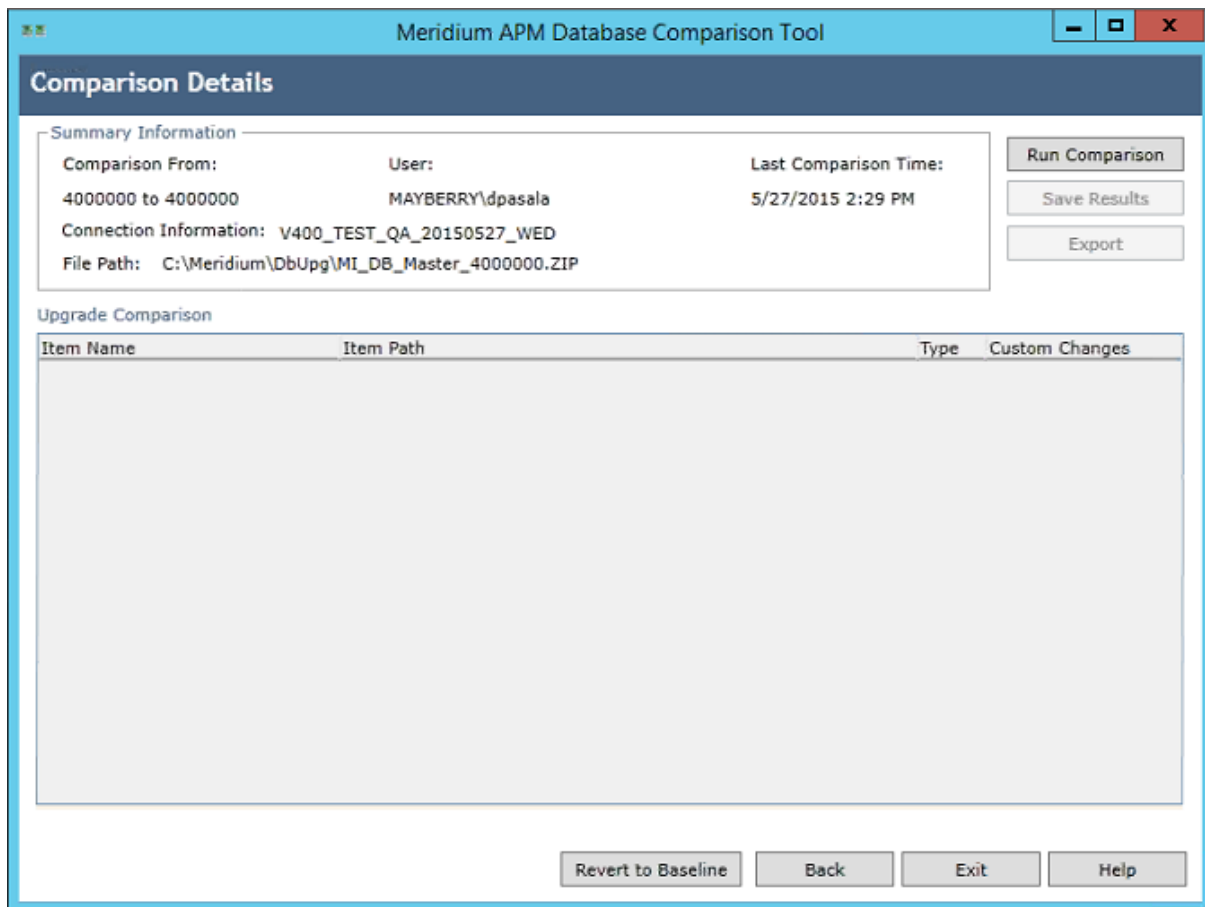 Meridium APM Database Comparison Tool
Comparison Details
Summary Information
Comparison From: User: Last Comparison Time:
4000000 to 4000000 MAYBERRY\dpasala 5/27/2015 2:29 PM
Connection Information: V400_TEST_QA_20150527_WED
File Path: C:\Meridium\DbUpg\MI_DB_Master_4000000.ZIP
Run Comparison
Save Results
Export
Upgrade Comparison
Item Name Item Path Type Custom Changes
Revert to Baseline Back Exit Help